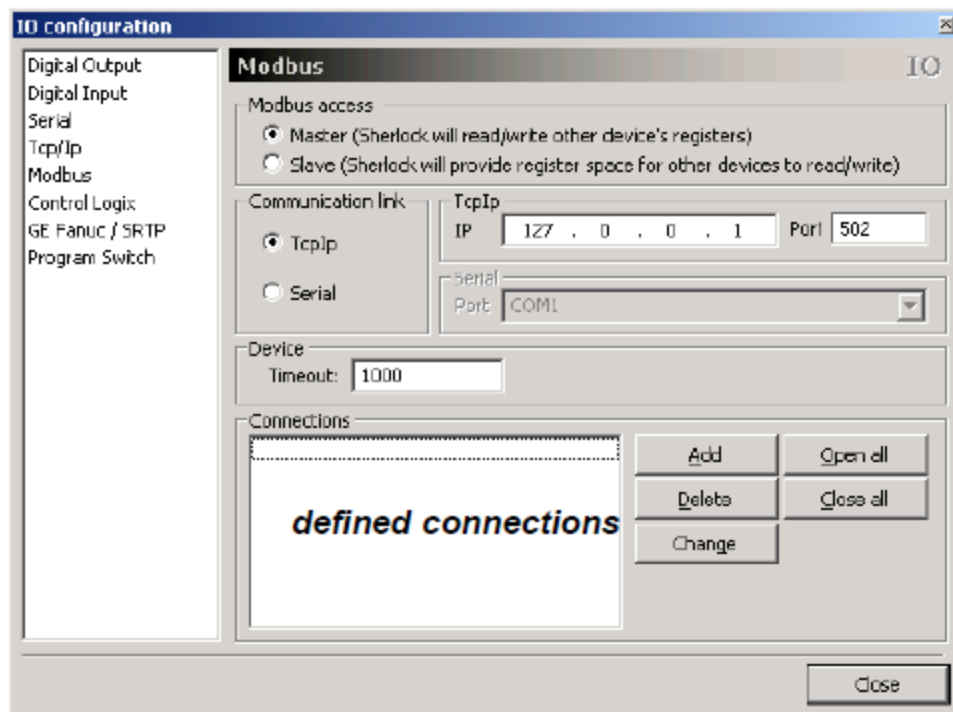 IO configuration
Digital Output
Digital Input
Serial
Tcp/Ip
Modbus
Control Logix
GE Fanuc / SRTP
Program Switch
Modbus
IO
Modbus access
Master (Sherlock will read/write other device's registers)
Slave (Sherlock will provide register space for other devices to read/write)
Communication link
TcpIp
Serial
TcpIp
IP 127 . 0 . 0 . 1 Port 502
Serial
Port: COM1
Device
Timeout: 1000
Connections
defined connections
Add
Open all
Delete
Close all
Change
Close